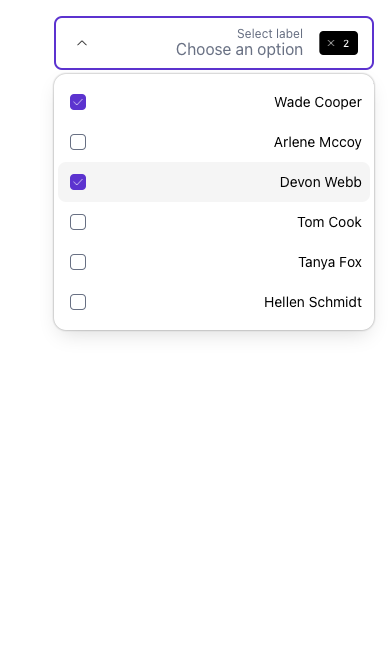 Select label
Choose an option
2
Wade Cooper
Arlene Mccoy
Devon Webb
Tom Cook
Tanya Fox
Hellen Schmidt